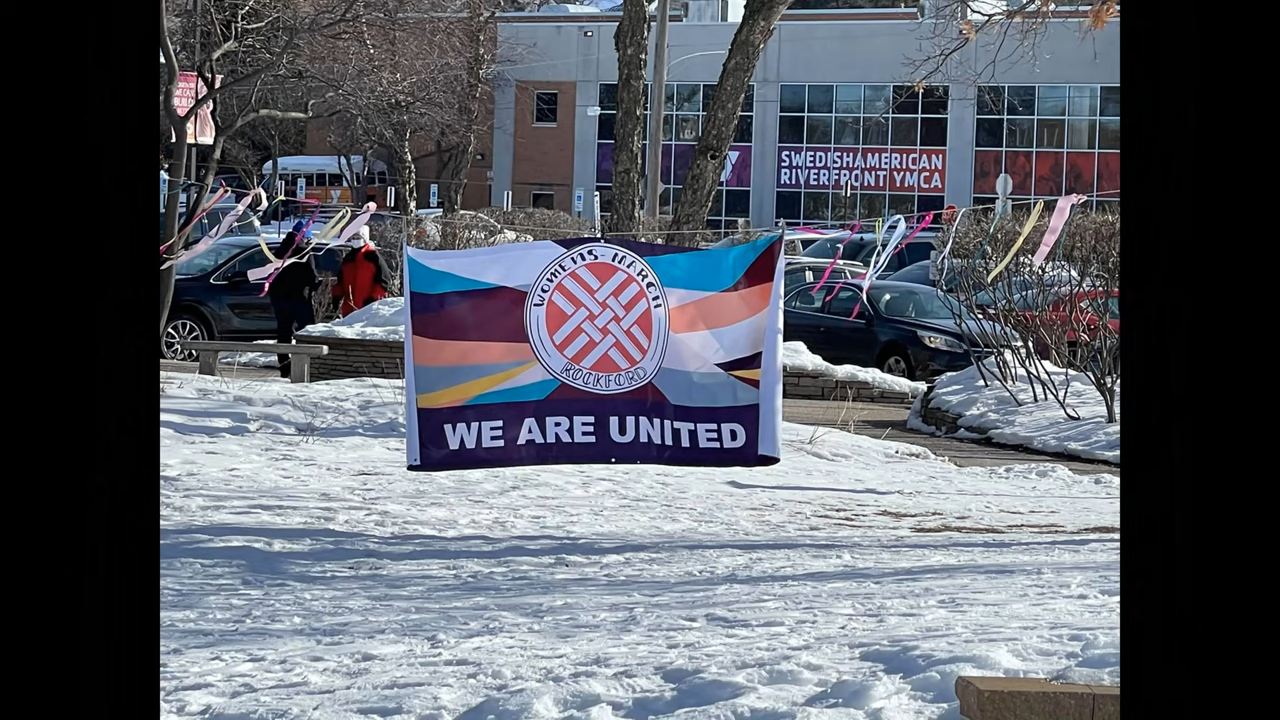 SWEDISHAMERICAN
RIVERFRONT YMCA
WOMENS-MARCH
ROCKFORD
WE ARE UNITED